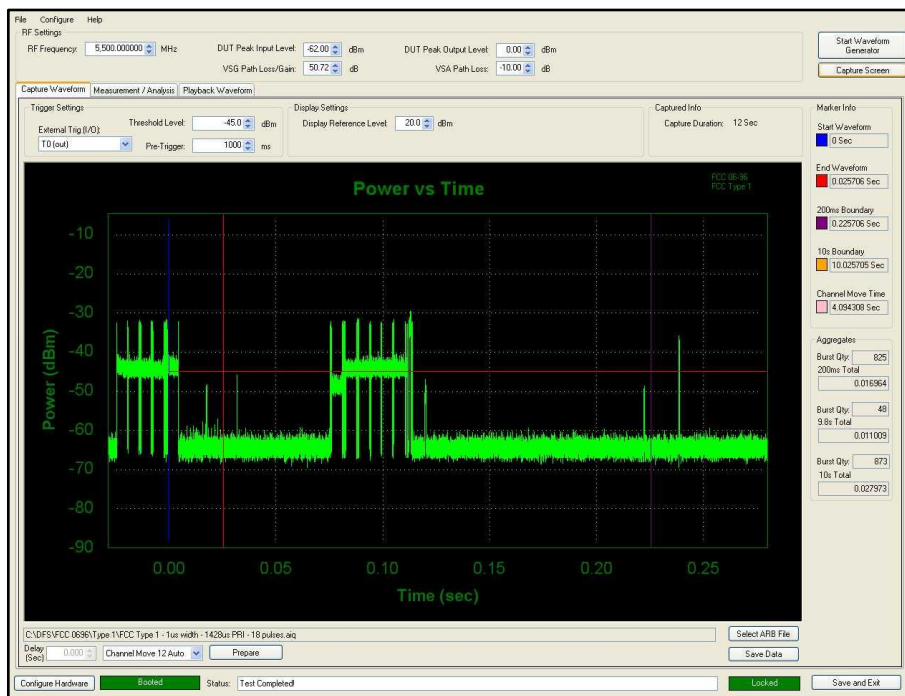 File Configure Help
RF Settings
RF Frequency: 5,500.000000 MHz
DUT Peak Input Level: -62.00 dBm
DUT Peak Output Level: 0.00 dBm
VSG Path Loss/Gain: 50.72 dB
VSA Path Loss: -10.00 dB
Start Waveform Generator
Capture Screen
Capture Waveform Measurement / Analysis Playback Waveform
Trigger Settings
External Trig (I/O):
T0 (out)
Threshold Level: -45.0 dBm
Pre-Trigger: 1000 ms
Display Settings
Display Reference Level: 20.0 dBm
Captured Info
Capture Duration: 12 Sec
Power vs Time
FCC 06-96
FCC Type 1
Power (dBm)
-10
-20
-30
-40
-50
-60
-70
-80
-90
0.00 0.05 0.10 0.15 0.20 0.25
Time (sec)
Marker Info
Start Waveform
0 Sec
End Waveform
0.025706 Sec
200ms Boundary
0.225706 Sec
10s Boundary
10.025705 Sec
Channel Move Time
4.094308 Sec
Aggregates
Burst Qty: 825
200ms Total
0.016964
Burst Qty: 48
9.8s Total
0.011009
Burst Qty: 873
10s Total
0.027973
C:\DFS\FCC 0696\Type 1\FCC Type 1 - 1us width - 1428us PRI - 18 pulses.aiq
Select ARB File
Delay (Sec) 0.000 Channel Move 12 Auto Prepare
Save Data
Configure Hardware Booted Status: Test Completed! Locked Save and Exit